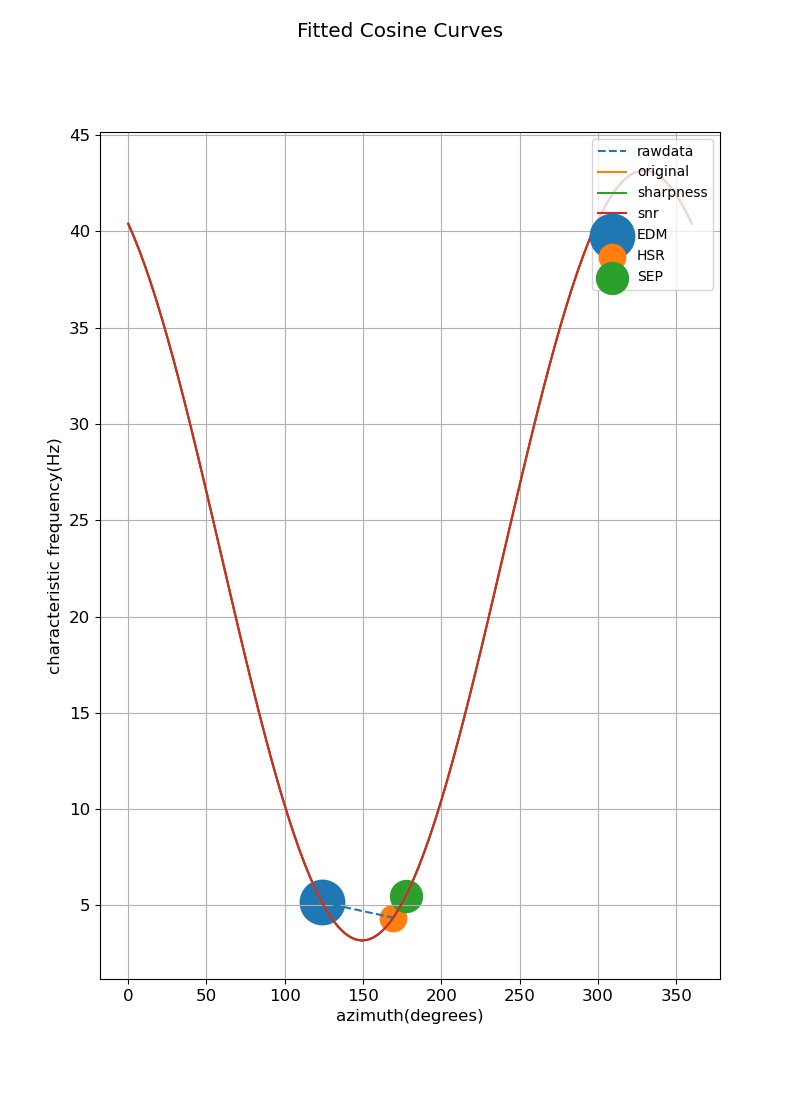 Fitted Cosine Curves
45
40
35
30
25
20
15
10
5
characteristic frequency(Hz)
rawdata
original
sharpness
snr
EDM
HSR
SEP
0 50 100 150 200 250 300 350
azimuth(degrees)